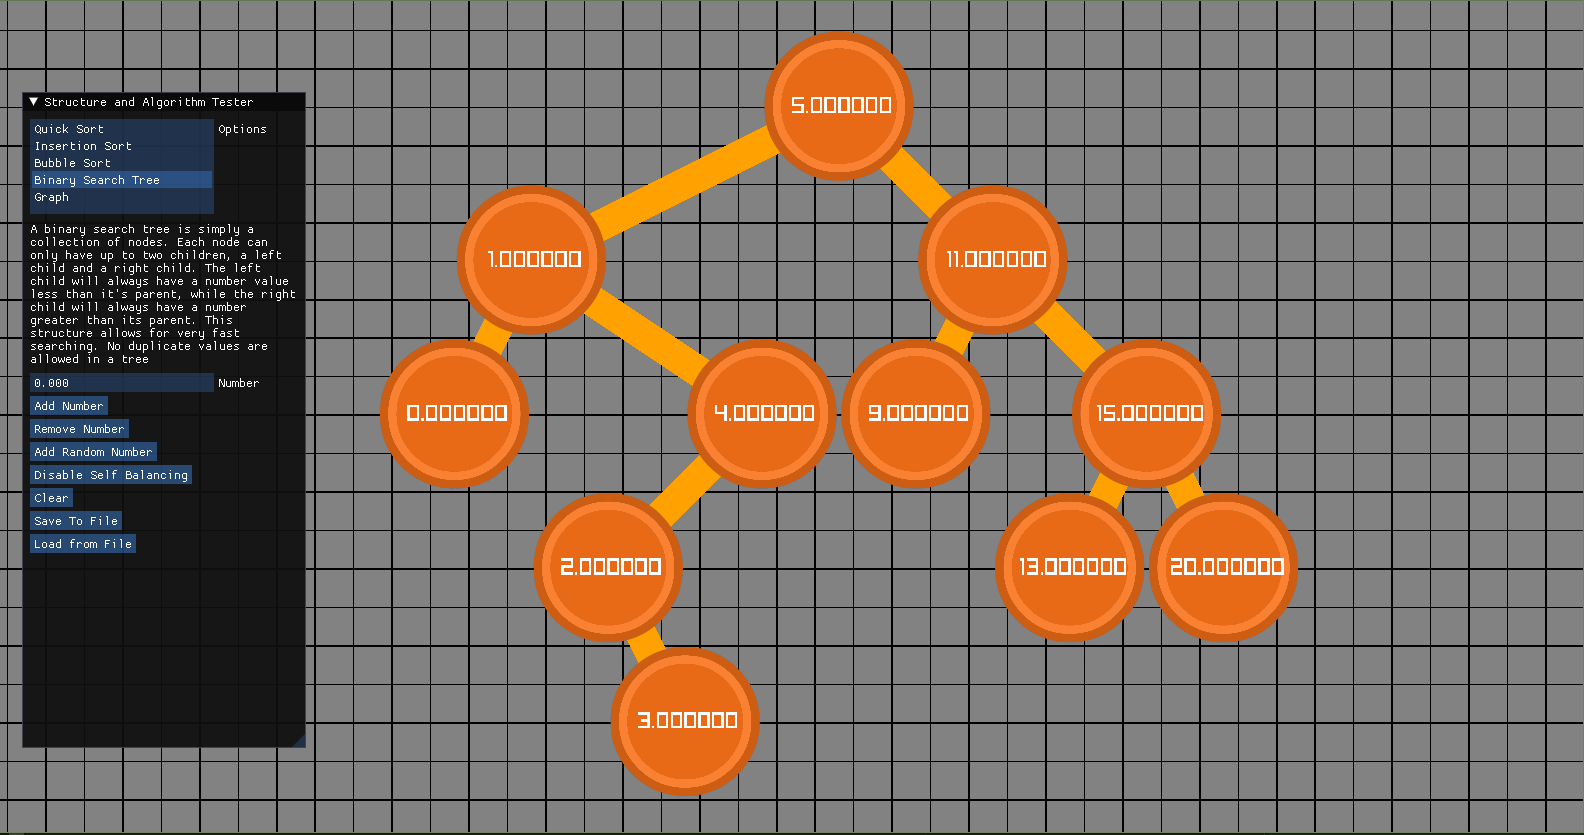 ▼ Structure and Algorithm Tester
Quick Sort
Options
Insertion Sort
Bubble Sort
Binary Search Tree
Graph
A binary search tree is simply a
collection of nodes. Each node can
only have up to two children, a left
child and a right child. The left
child will always have a number value
less than it's parent, while the right
child will always have a number
greater than its parent. This
structure allows for very fast
searching. No duplicate values are
allowed in a tree
0.000
Number
Add Number
Remove Number
Add Random Number
Disable Self Balancing
Clear
Save To File
Load from File
5.000000
1.000000
11.000000
0.000000
4.000000
9.000000
15.000000
2.000000
13.000000
20.000000
3.000000